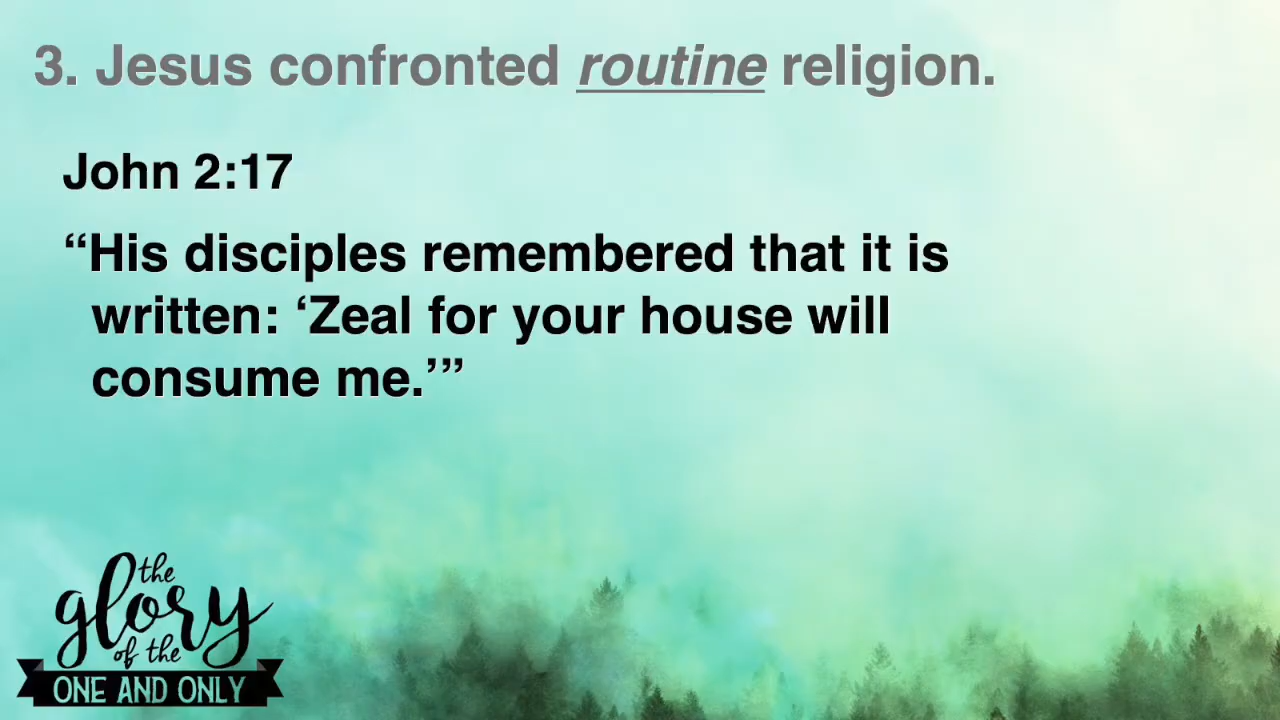 3. Jesus confronted routine religion.
John 2:17
“His disciples remembered that it is
written: ‘Zeal for your house will
consume me.’”
the
glory
of the
ONE AND ONLY